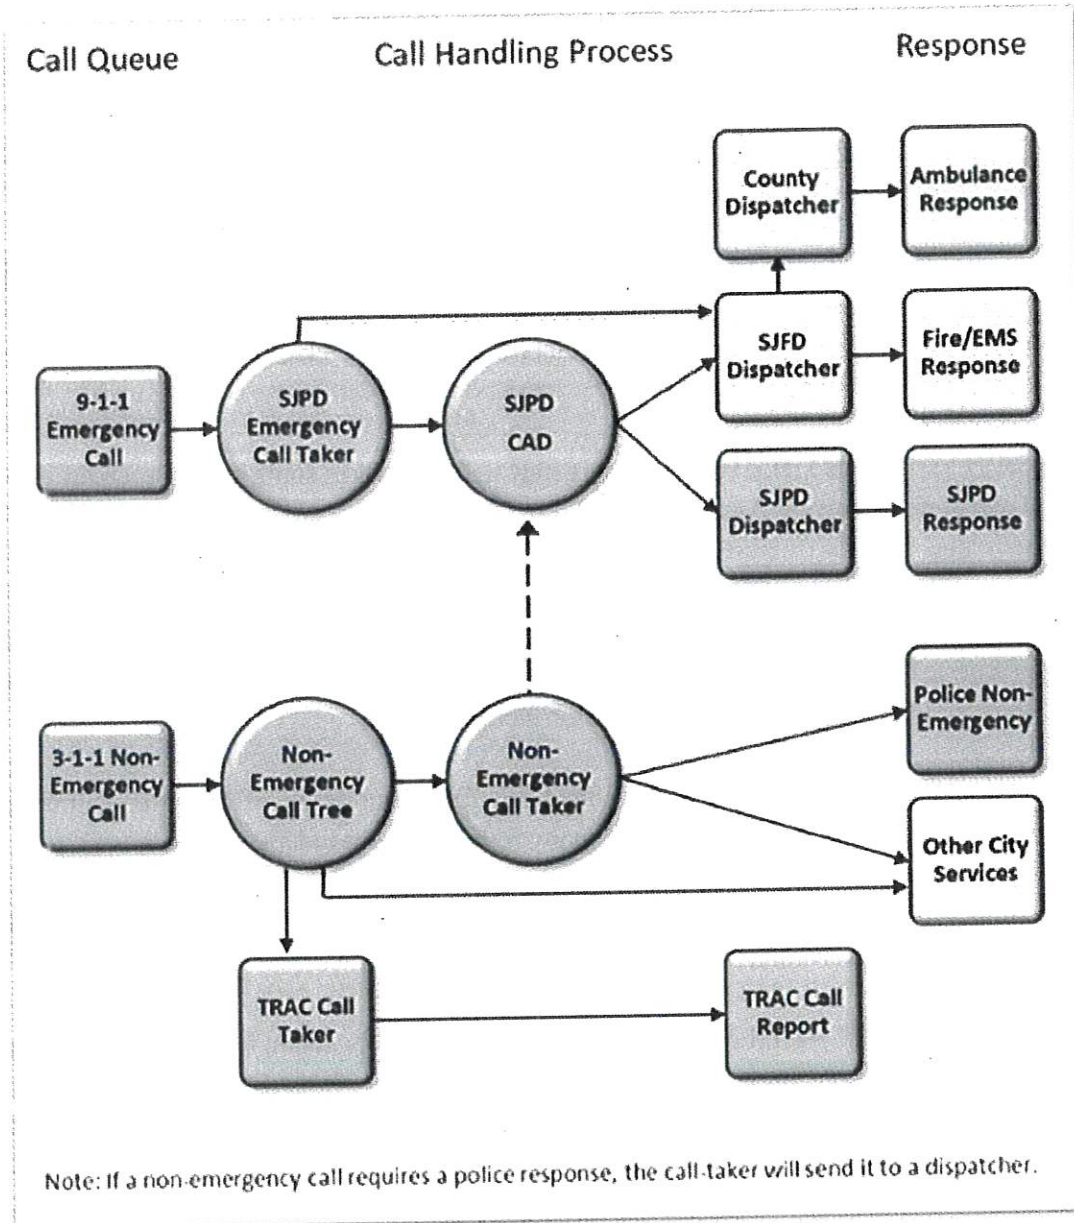 Call Queue
Call Handling Process
Response
County
Dispatcher
Ambulance
Response
SJFD
Dispatcher
Fire/EMS
Response
9-1-1
Emergency
Call
SJPD
Emergency
Call Taker
SJPD
CAD
SJPD
Dispatcher
SJPD
Response
Police Non-
Emergency
3-1-1 Non-
Emergency
Call
Non-
Emergency
Call Tree
Non-
Emergency
Call Taker
Other City
Services
TRAC Call
Taker
TRAC Call
Report
Note: If a non-emergency call requires a police response, the call-taker will send it to a dispatcher.